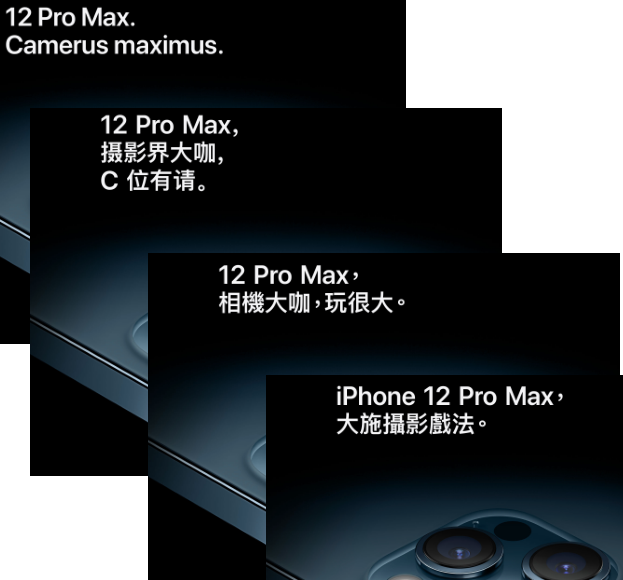 12 Pro Max.
Camerus maximus.
12 Pro Max,
摄影界大咖,
C 位有请。
12 Pro Max，
相機大咖，玩很大。
iPhone 12 Pro Max，
大施攝影戲法。